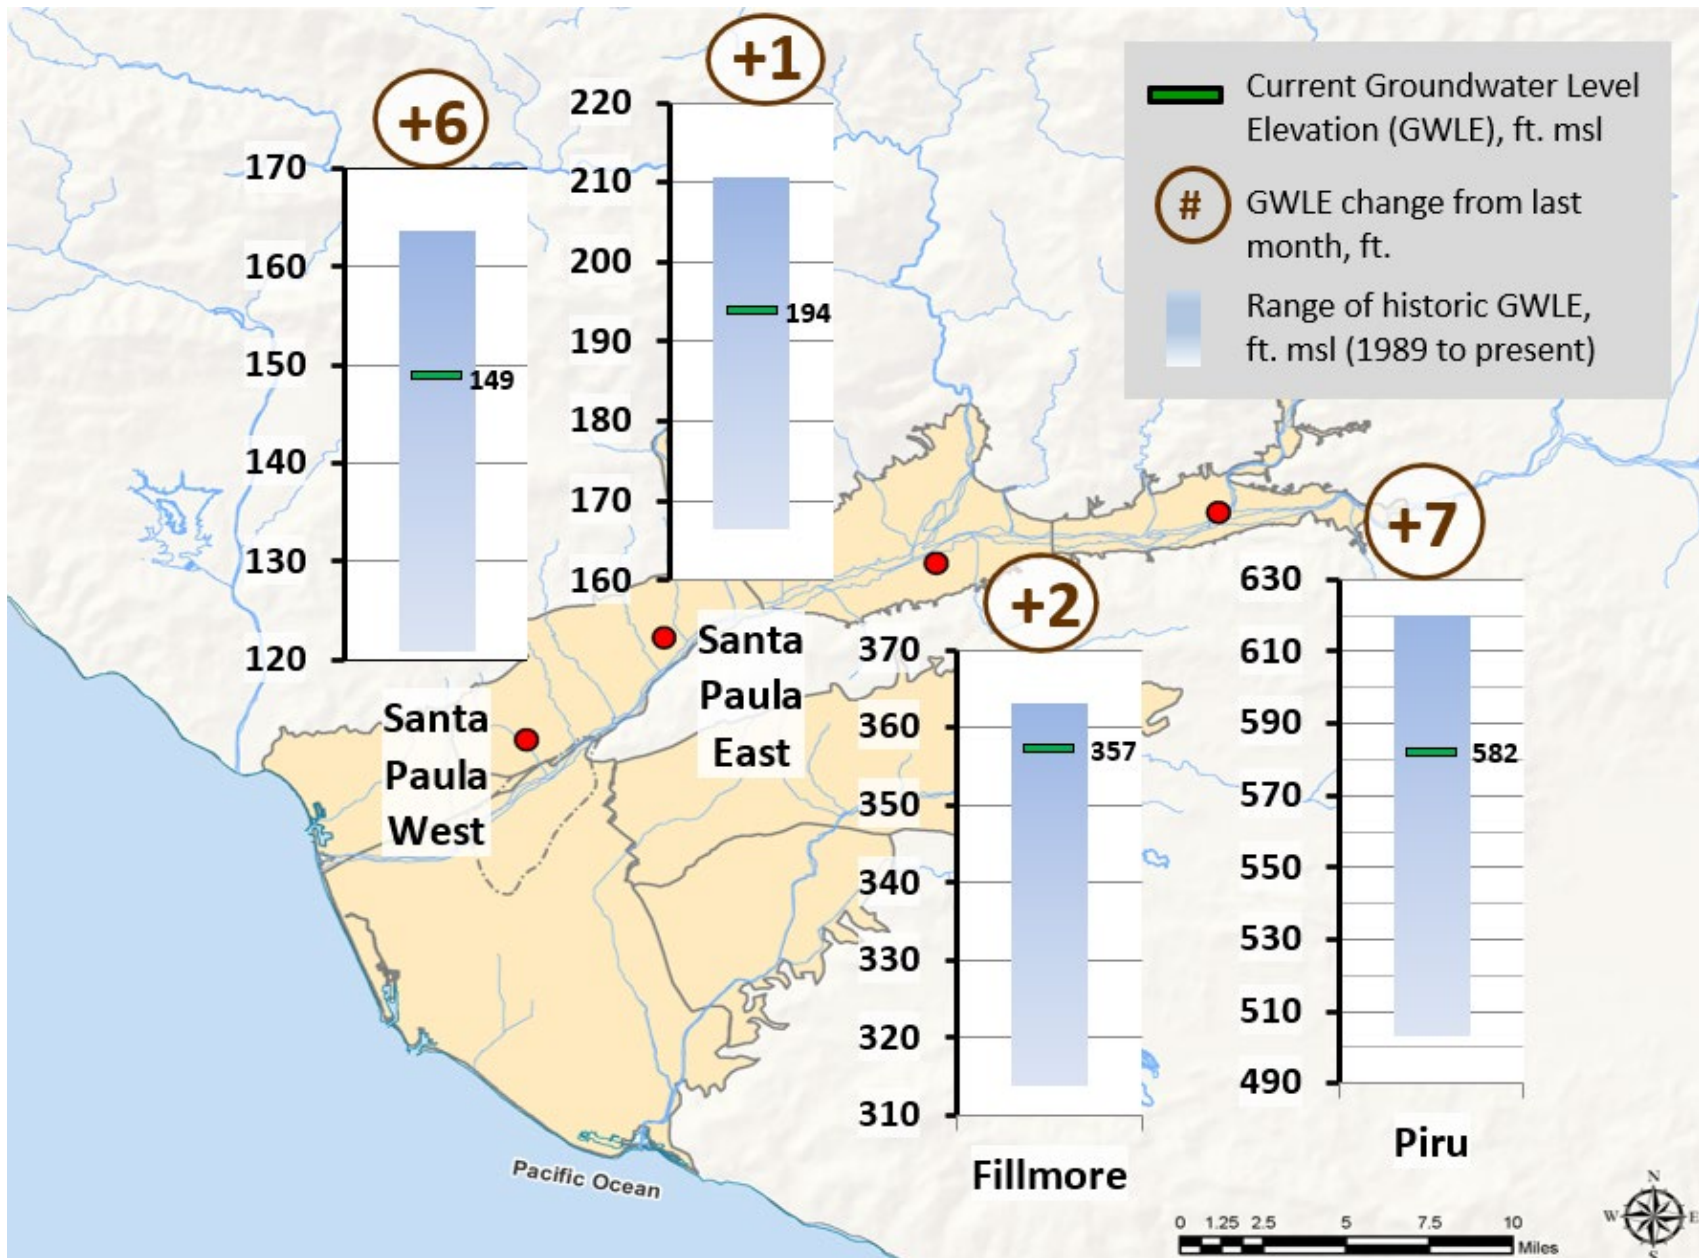 +6
170
160
150
140
130
120
149
Santa
Paula
West
+1
220
210
200
190
180
170
160
194
Santa
Paula
East
+2
370
360
350
340
330
320
310
357
Fillmore
+7
630
610
590
570
550
530
510
490
582
Piru
Current Groundwater Level
Elevation (GWLE), ft. msl
#
GWLE change from last
month, ft.
Range of historic GWLE,
ft. msl (1989 to present)
Pacific Ocean
0 1.25 2.5 5 7.5 10
Miles
N
W E
S